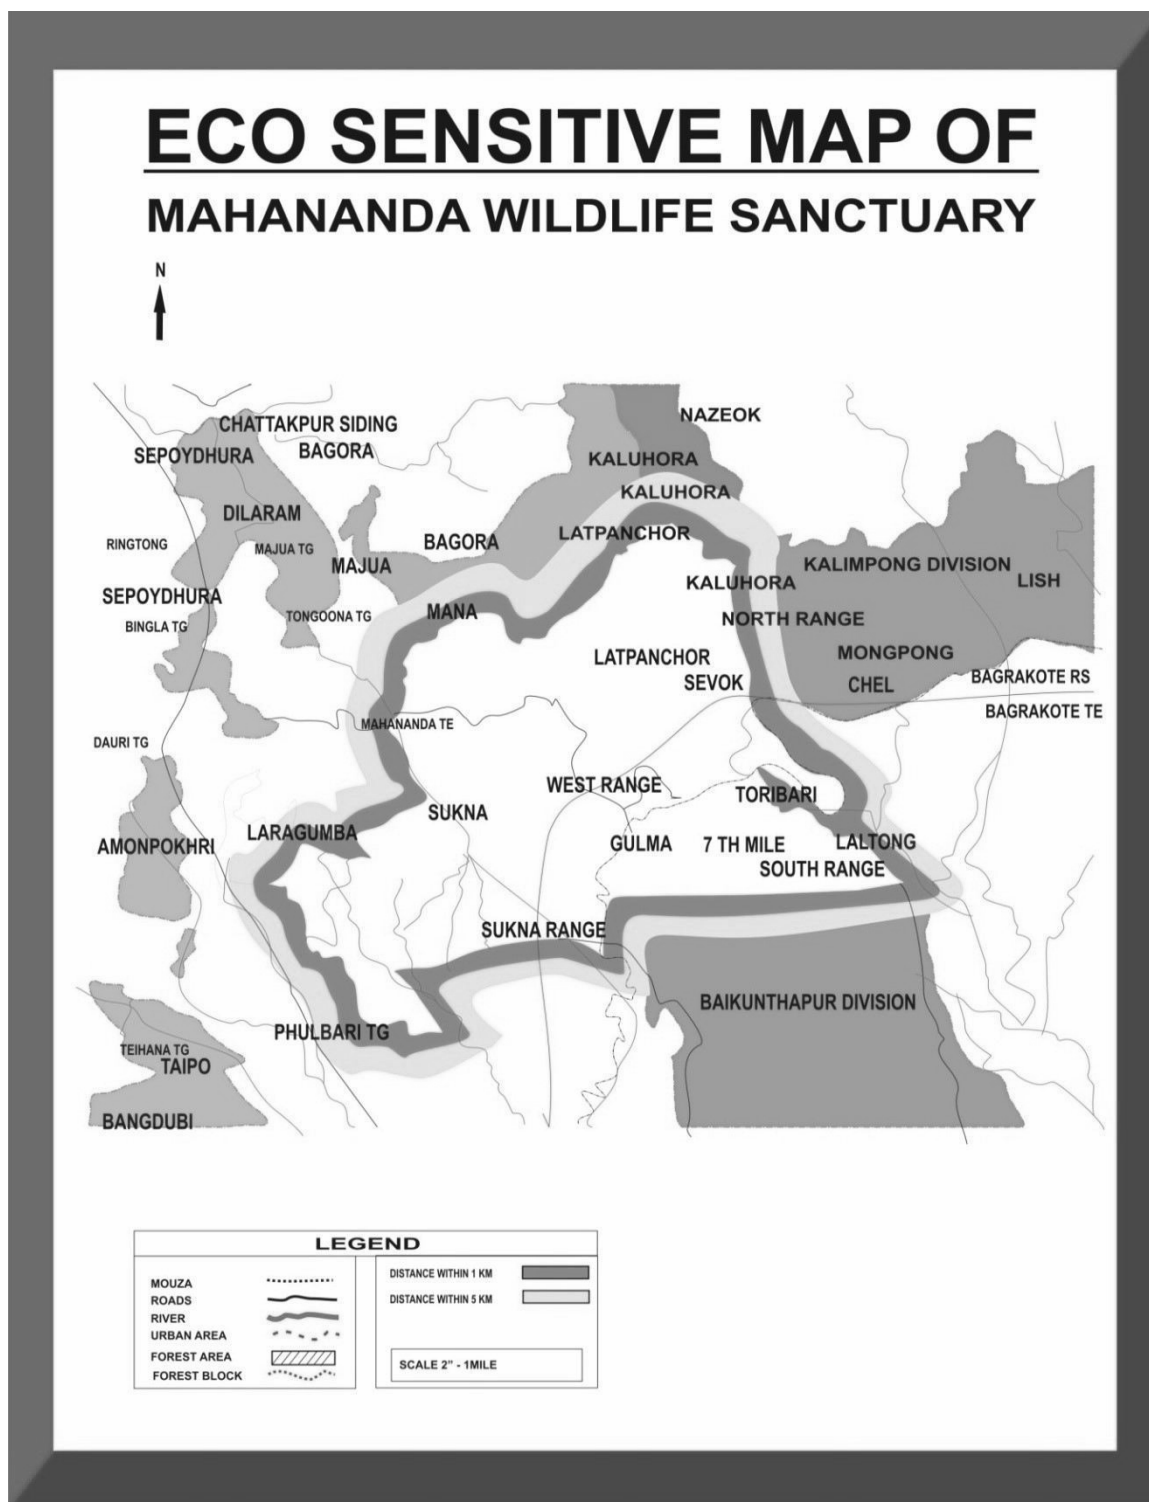 ECO SENSITIVE MAP OF
MAHANANDA WILDLIFE SANCTUARY
N
NAZEOK
CHATTAKPUR SIDING
SEPOYDHURA
BAGORA
KALUHORA
KALUHORA
DILARAM
LATPANCHOR
BAGORA
RINGTONG
MAJUA TG
MAJUA
KALIMPONG DIVISION
LISH
KALUHORA
SEPOYDHURA
BINGLA TG
TONGOONA TG
MANA
NORTH RANGE
LATPANCHOR
MONGPONG
SEVOK
CHEL
BAGRAKOTE RS
BAGRAKOTE TE
MAHANANDA TE
DAURI TG
WEST RANGE
TORIBARI
SUKNA
LARAGUMBA
AMONPOKHRI
GULMA
7 TH MILE
LALTONG
SOUTH RANGE
SUKNA RANGE
BAIKUNTHAPUR DIVISION
PHULBARI TG
TEIHANA TG
TAIPO
BANGDUBI
LEGEND
MOUZA
ROADS
RIVER
URBAN AREA
FOREST AREA
FOREST BLOCK
DISTANCE WITHIN 1 KM
DISTANCE WITHIN 5 KM
SCALE 2” - 1MILE